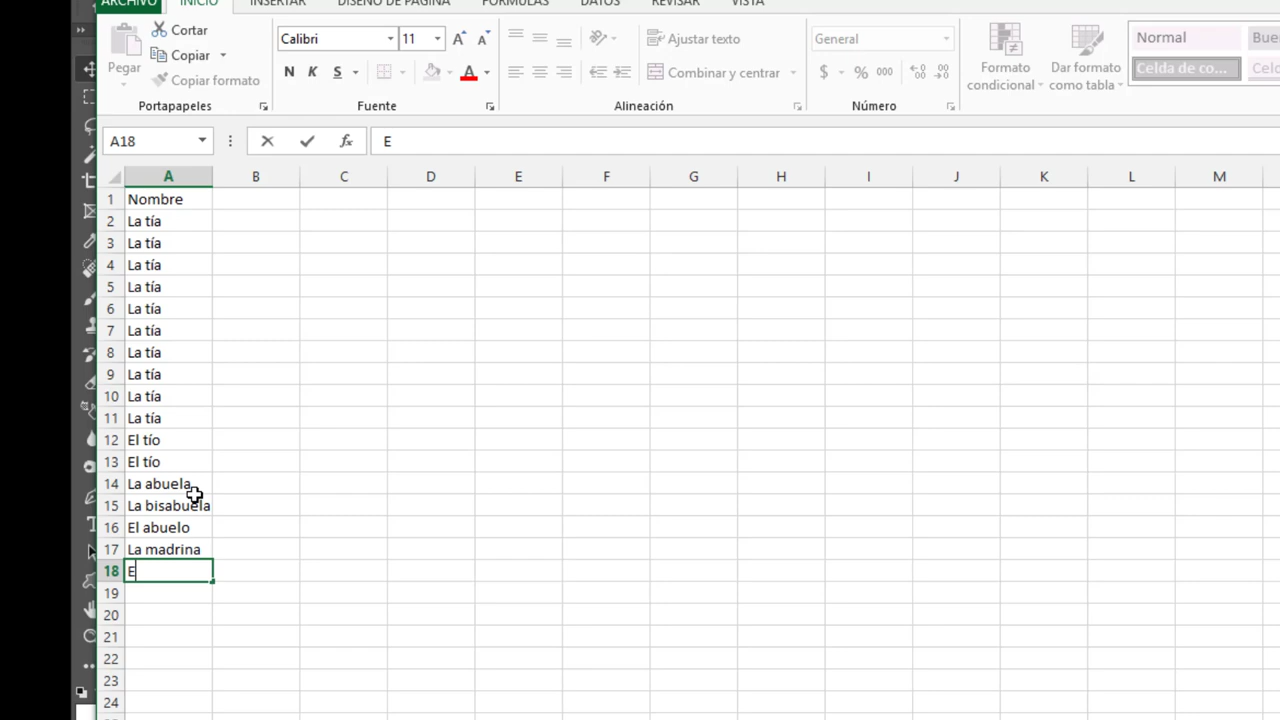 ARCHIVO INICIO INSERTAR DISEÑO DE PÁGINA FÓRMULAS DATOS REVISAR VISTA
Pegar
Cortar
Copiar
Copiar formato
Portapapeles
Calibri 11
N K S
Fuente
Ajustar texto
Combinar y centrar
Alineación
General
$ % 000
Número
Formato condicional
Dar formato como tabla
Normal
Celda de co...
A18 fx E
A B C D E F G H I J K L M
1 Nombre
2 La tía
3 La tía
4 La tía
5 La tía
6 La tía
7 La tía
8 La tía
9 La tía
10 La tía
11 La tía
12 El tío
13 El tío
14 La abuela
15 La bisabuela
16 El abuelo
17 La madrina
18 E
19
20
21
22
23
24